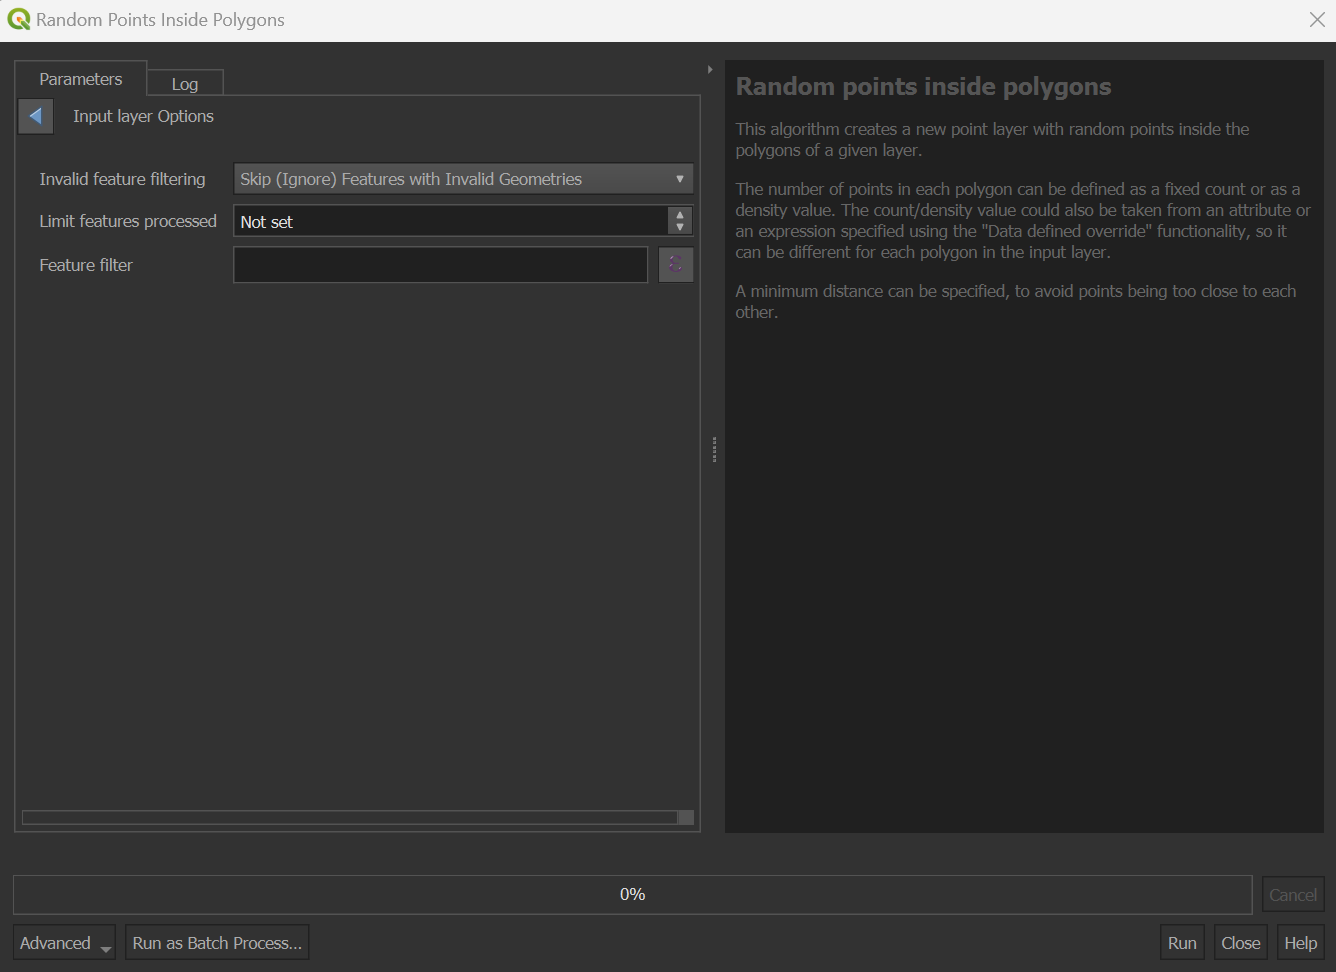 Random Points Inside Polygons
Parameters
Log
Input layer Options
Invalid feature filtering
Skip (Ignore) Features with Invalid Geometries
Limit features processed
Not set
Feature filter
Random points inside polygons
This algorithm creates a new point layer with random points inside the
polygons of a given layer.
The number of points in each polygon can be defined as a fixed count or as a
density value. The count/density value could also be taken from an attribute or
an expression specified using the "Data defined override" functionality, so it
can be different for each polygon in the input layer.
A minimum distance can be specified, to avoid points being too close to each
other.
0%
Cancel
Advanced
Run as Batch Process...
Run
Close
Help